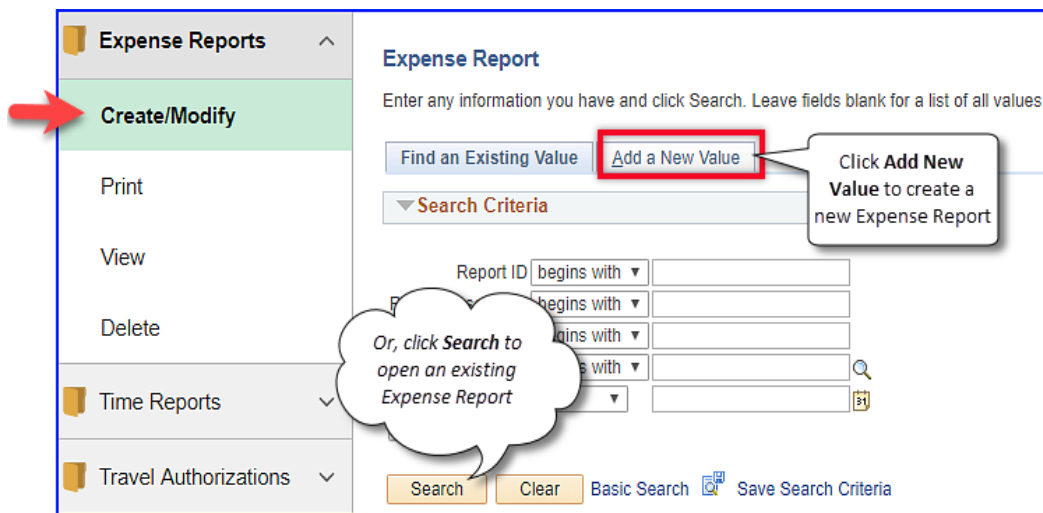 Expense Reports
Create/Modify
Print
View
Delete
Time Reports
Travel Authorizations
Expense Report
Enter any information you have and click Search. Leave fields blank for a list of all values
Find an Existing Value
Add a New Value
Click Add New
Value to create a
new Expense Report
Search Criteria
Report ID begins with
begins with
with
with
Or, click Search to
open an existing
Expense Report
31
Search Clear Basic Search Save Search Criteria